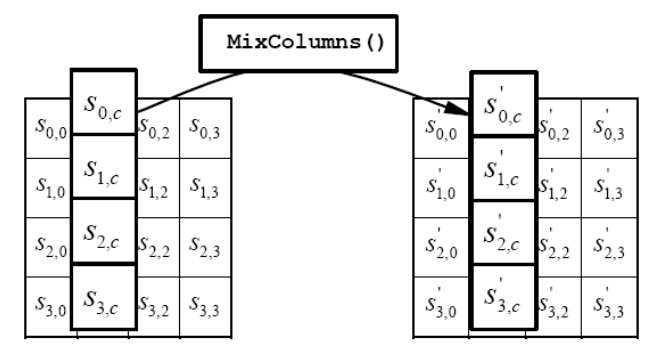 MixColumns()
s0,0 s0,c s0,2 s0,3 s'0,0 s'0,c s'0,2 s'0,3
s1,0 s1,c s1,2 s1,3 s'1,0 s'1,c s'1,2 s'1,3
s2,0 s2,c s2,2 s2,3 s'2,0 s'2,c s'2,2 s'2,3
s3,0 s3,c s3,2 s3,3 s'3,0 s'3,c s'3,2 s'3,3